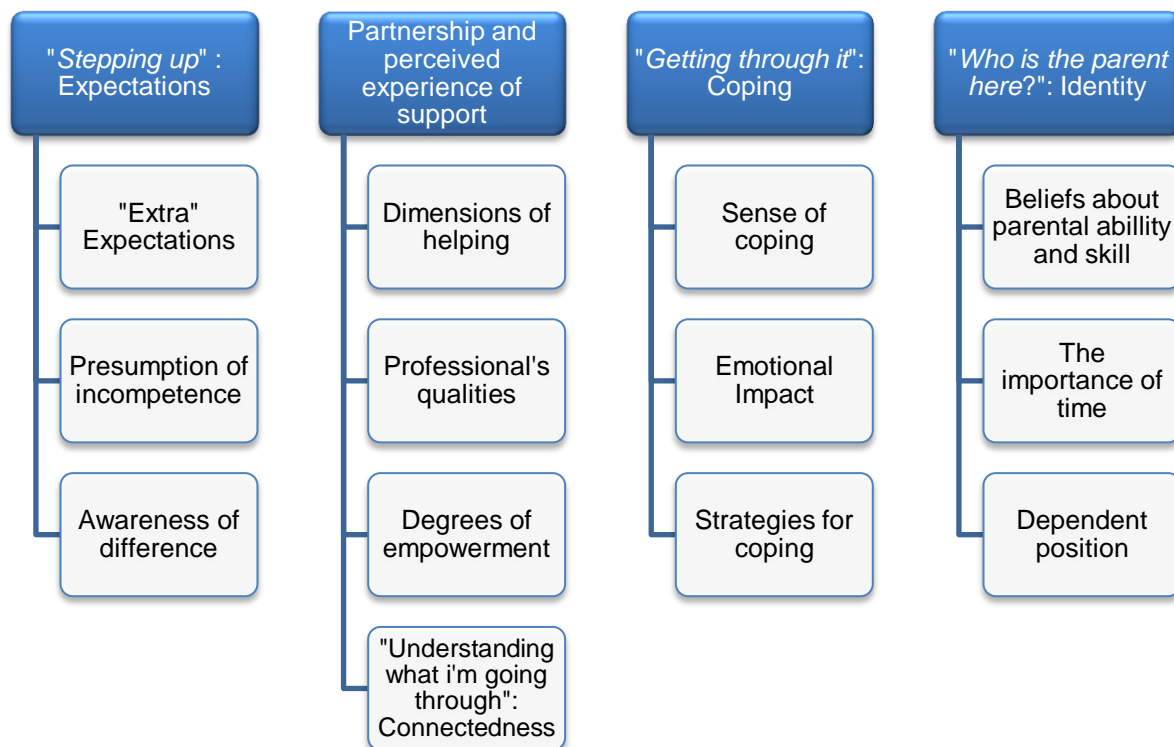 "Stepping up" :
Expectations
"Extra"
Expectations
Presumption of
incompetence
Awareness of
difference
Partnership and
perceived
experience of
support
Dimensions of
helping
Professional's
qualities
Degrees of
empowerment
"Understanding
what i'm going
through":
Connectedness
"Getting through it":
Coping
Sense of
coping
Emotional
Impact
Strategies for
coping
"Who is the parent
here?": Identity
Beliefs about
parental abillity
and skill
The
importance of
time
Dependent
position